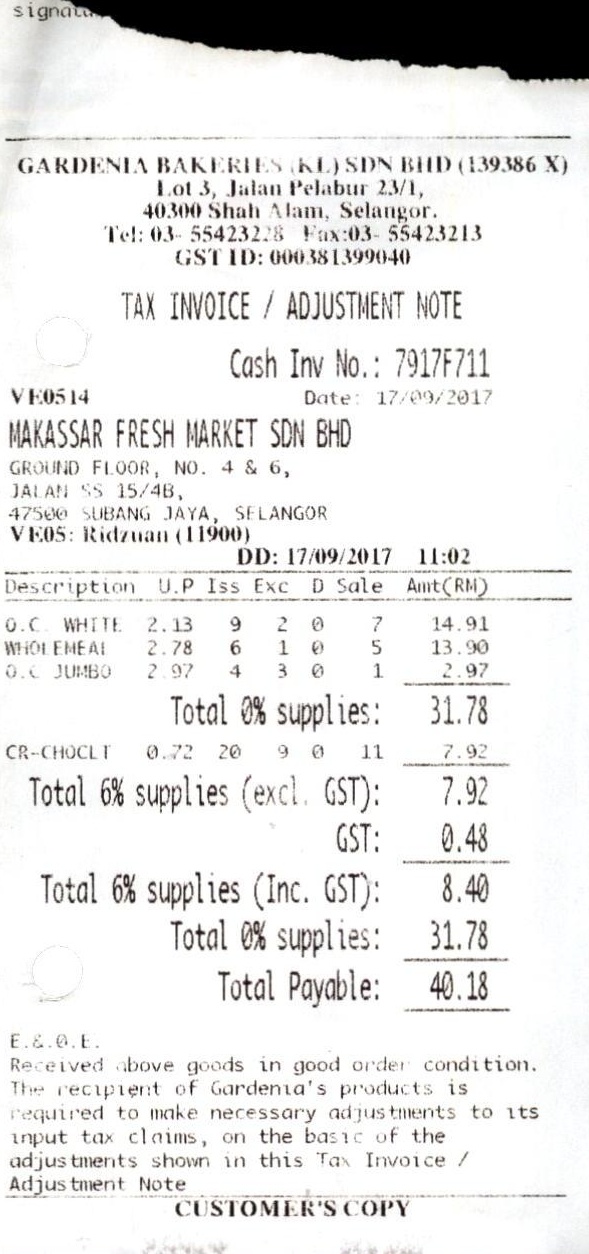 GARDENIA BAKERIES (KL) SDN BHD (139386 X)
Lot 3, Jalan Pelabur 23/1,
40300 Shah Alam, Selangor.
Tel: 03- 55423228 Fax:03- 55423213
GST ID: 000381399040
TAX INVOICE / ADJUSTMENT NOTE
Cash Inv No.: 7917F711
VE0514 Date: 17/09/2017
MAKASSAR FRESH MARKET SDN BHD
GROUND FLOOR, NO. 4 & 6,
JALAN SS 15/4B,
47500 SUBANG JAYA, SELANGOR
VE05: Ridzuan (11900)
DD: 17/09/2017 11:02
Description U.P Iss Exc D Sale Amt(RM)
O.C. WHITE 2.13 9 2 0 7 14.91
WHOLEMEAL 2.78 6 1 0 5 13.90
O.C JUMBO 2.97 4 3 0 1 2.97
Total 0% supplies: 31.78
CR-CHOCLT 0.72 20 9 0 11 7.92
Total 6% supplies (excl. GST): 7.92
GST: 0.48
Total 6% supplies (Inc. GST): 8.40
Total 0% supplies: 31.78
Total Payable: 40.18
E.&.O.E.
Received above goods in good order condition.
The recipient of Gardenia's products is
required to make necessary adjustments to its
input tax claims, on the basic of the
adjustments shown in this Tax Invoice /
Adjustment Note
CUSTOMER'S COPY